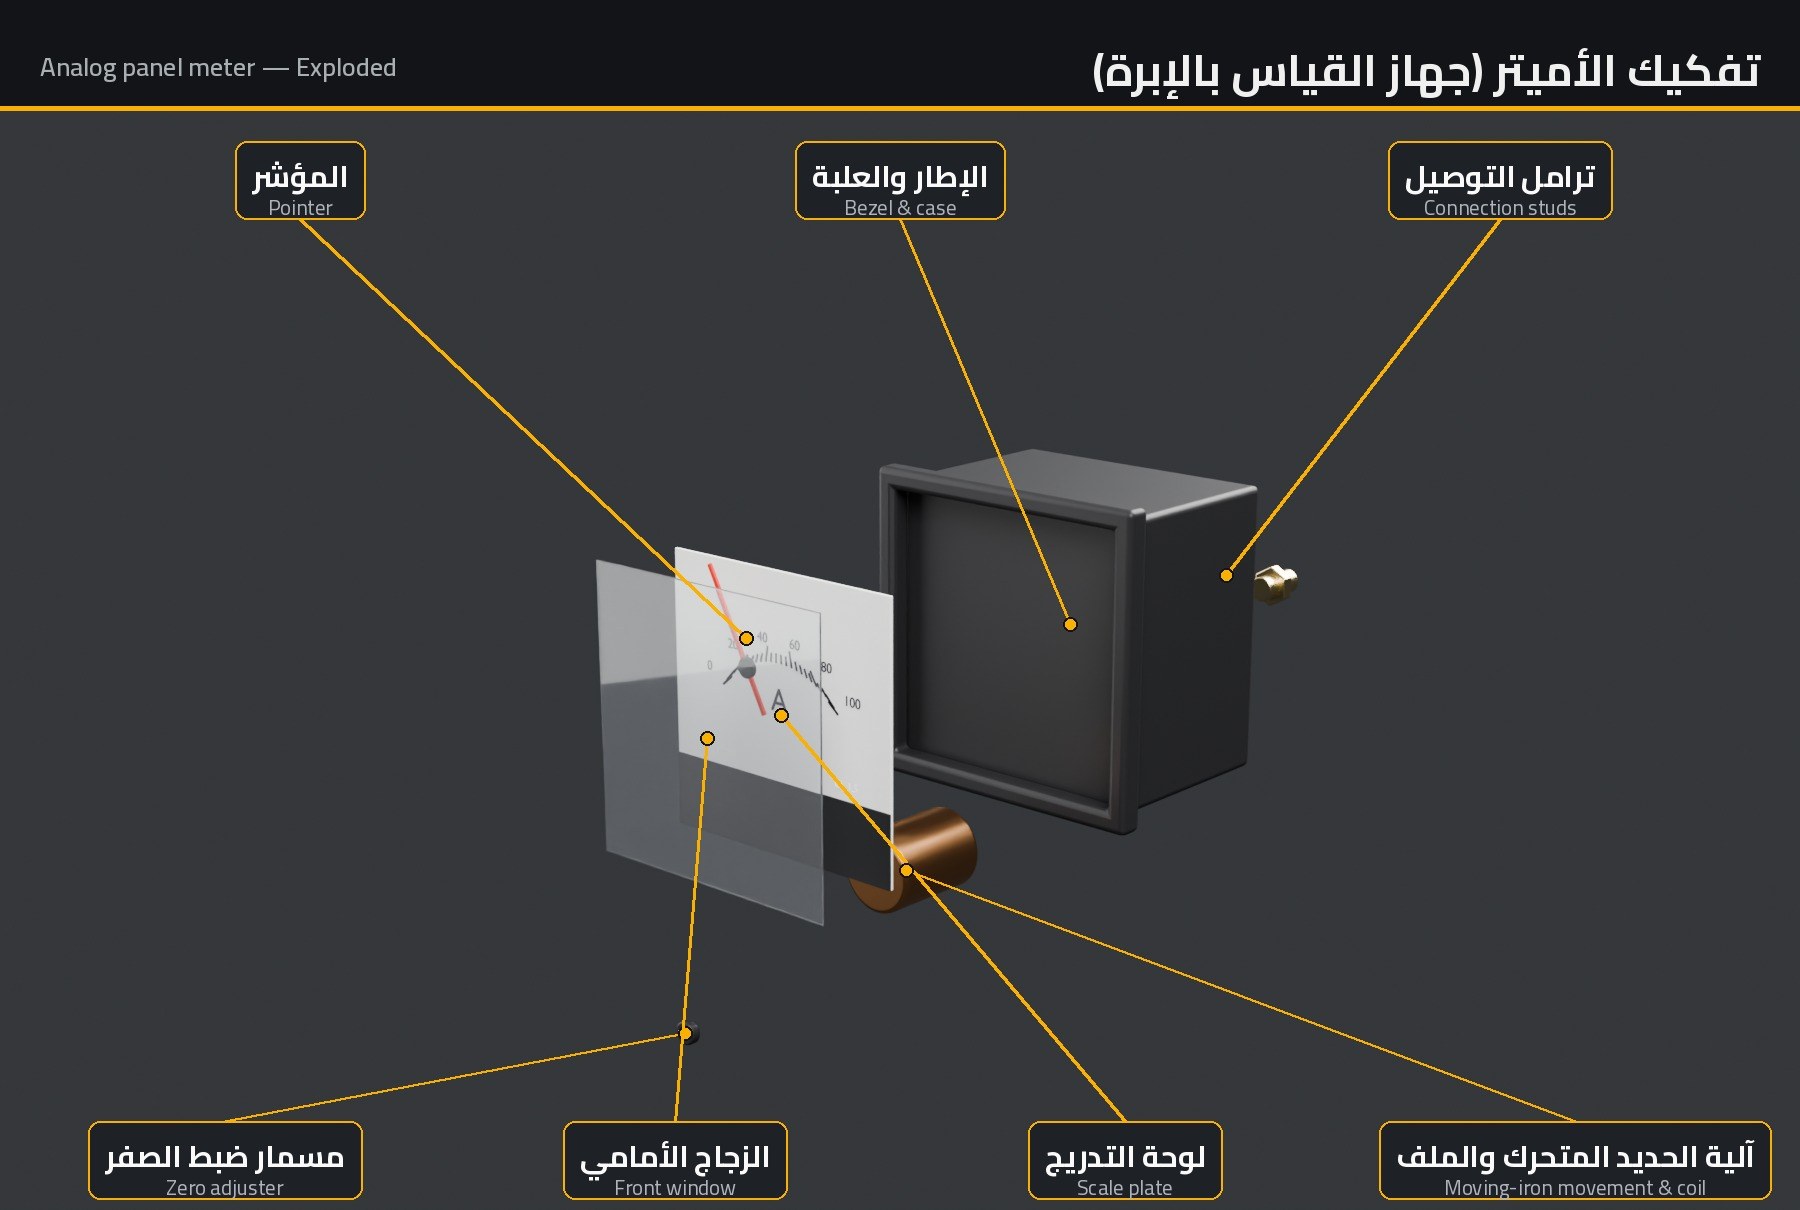 تفكيك الأميتر (جهاز القياس بالإبرة)
Analog panel meter — Exploded
ترامل التوصيل
Connection studs
الإطار والعلبة
Bezel & case
المؤشر
Pointer
0
20
40
60
80
100
A
آلية الحديد المتحرك والملف
Moving-iron movement & coil
لوحة التدريج
Scale plate
الزجاج الأمامي
Front window
مسمار ضبط الصفر
Zero adjuster